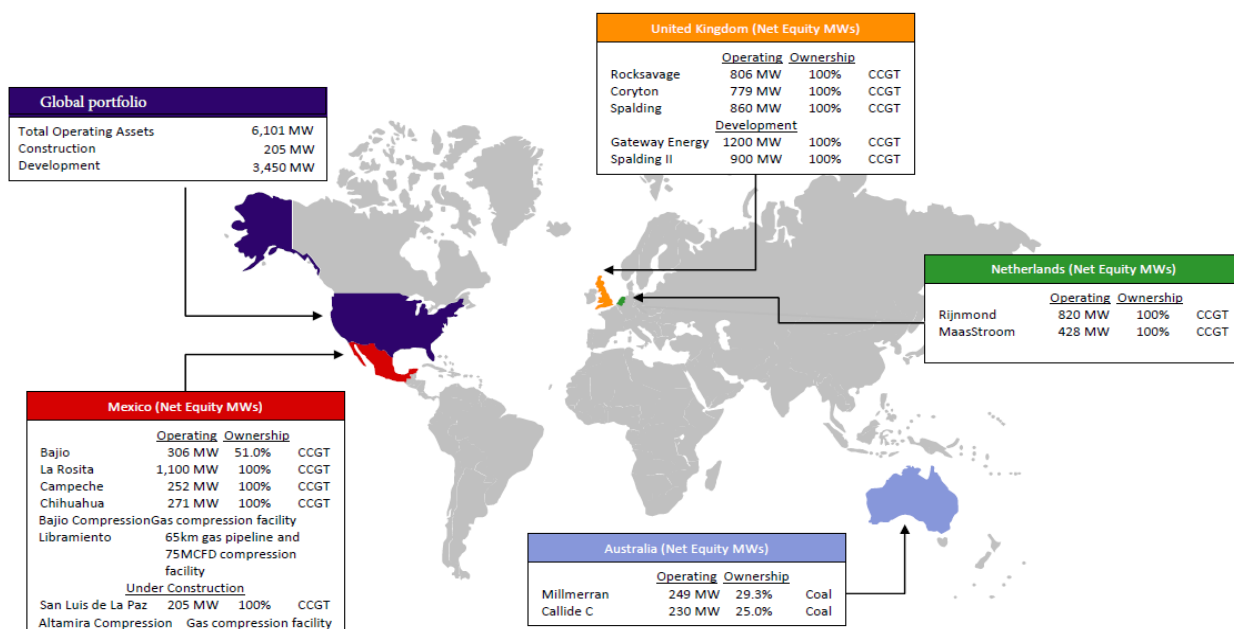 United Kingdom (Net Equity MWs)
Operating Ownership
Rocksavage 806 MW 100% CCGT
Coryton 779 MW 100% CCGT
Spalding 860 MW 100% CCGT
Development
Gateway Energy 1200 MW 100% CCGT
Spalding II 900 MW 100% CCGT
Global portfolio
Total Operating Assets 6,101 MW
Construction 205 MW
Development 3,450 MW
Netherlands (Net Equity MWs)
Operating Ownership
Rijnmond 820 MW 100% CCGT
MaasStroom 428 MW 100% CCGT
Mexico (Net Equity MWs)
Operating Ownership
Bajio 306 MW 51.0% CCGT
La Rosita 1,100 MW 100% CCGT
Campeche 252 MW 100% CCGT
Chihuahua 271 MW 100% CCGT
Bajio CompressionGas compression facility
Libramiento 65km gas pipeline and
75MCFD compression
facility
Under Construction
San Luis de La Paz 205 MW 100% CCGT
Altamira Compression Gas compression facility
Australia (Net Equity MWs)
Operating Ownership
Millmerran 249 MW 29.3% Coal
Callide C 230 MW 25.0% Coal